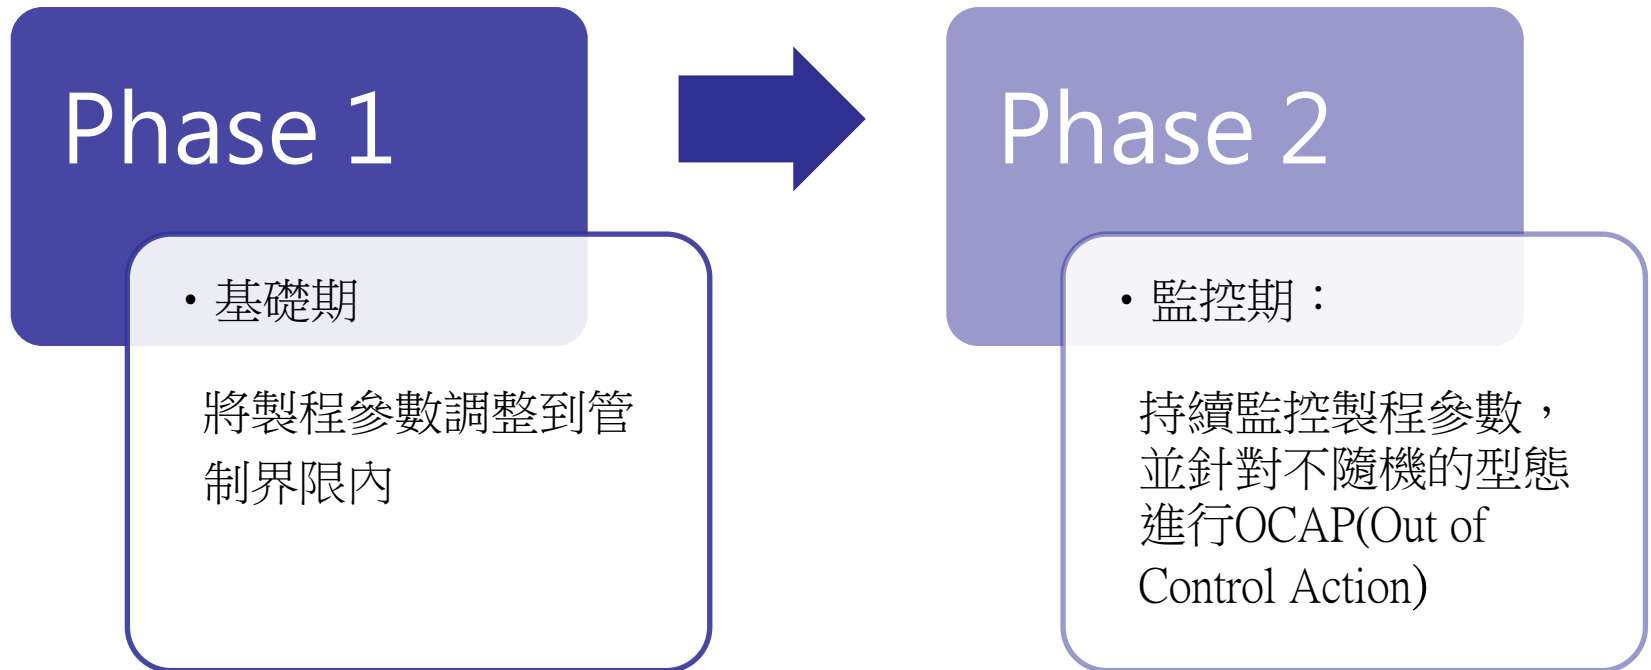 Phase 1
•基礎期
將製程參數調整到管
制界限內
Phase 2
•監控期：
持續監控製程參數，
並針對不隨機的型態
進行OCAP(Out of
Control Action)